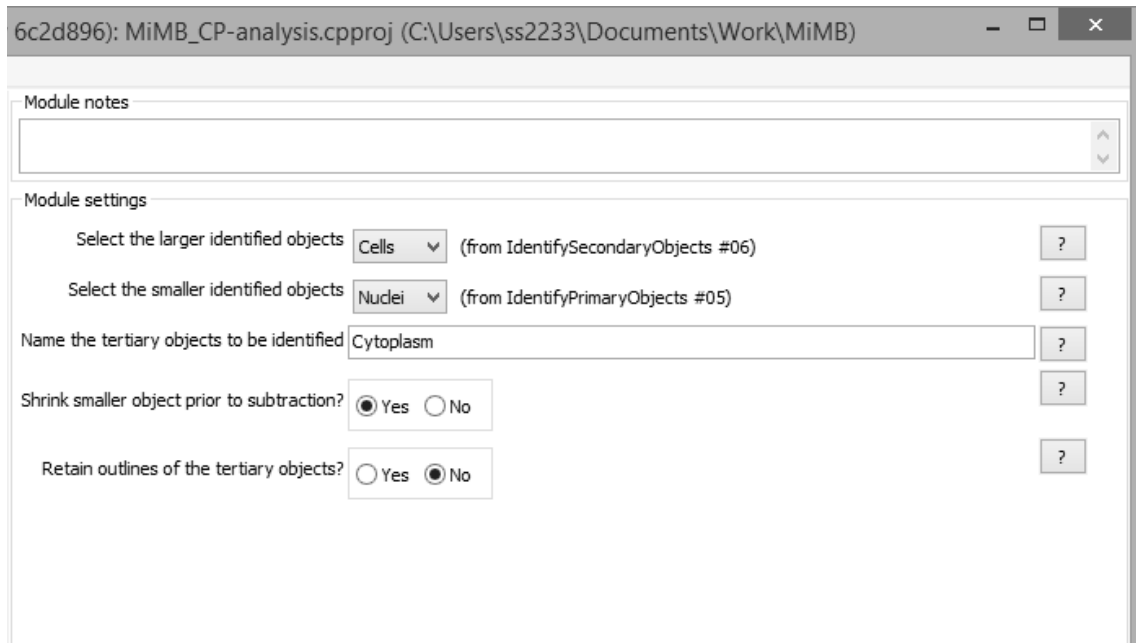 6c2d896): MiMB_CP-analysis.cpproj (C:\Users\ss2233\Documents\Work\MiMB)
Module notes
Module settings
Select the larger identified objects Cells (from IdentifySecondaryObjects #06) ?
Select the smaller identified objects Nuclei (from IdentifyPrimaryObjects #05) ?
Name the tertiary objects to be identified Cytoplasm ?
Shrink smaller object prior to subtraction? Yes No ?
Retain outlines of the tertiary objects? Yes No ?